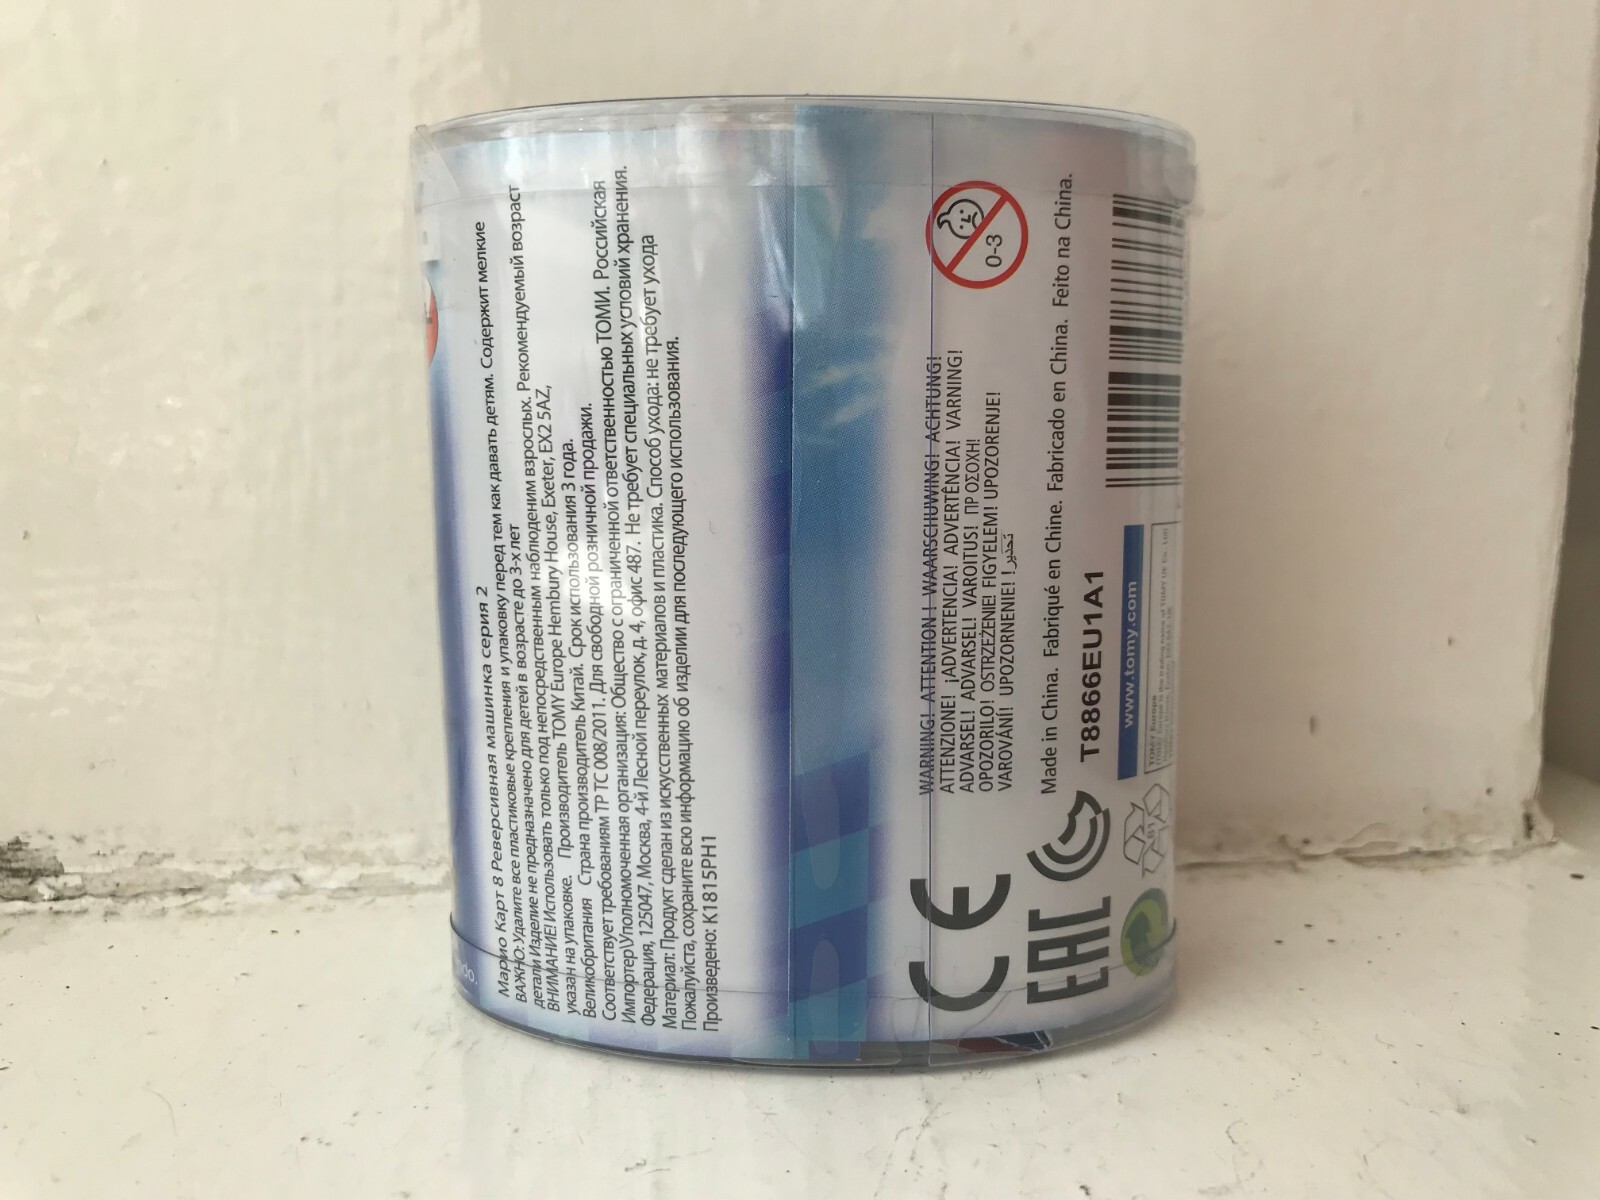 Марио Карт 8 Реверсивная машинка серия 2
ВАЖНО:Удалите все пластиковые крепления и упаковку перед тем как давать детям. Содержит мелкие
детали Изделие не предназначено для детей в возрасте до 3-х лет
ВНИМАНИЕ! Использовать только под непосредственным наблюдениим взрослых. Рекомендуемый возраст
указан на упаковке. Производитель TOMY Europe Hembury House, Exeter, EX2 5AZ,
Великобритания Страна производитель Китай. Срок использования 3 года.
Соответствует требованиям ТР ТС 008/2011. Для свободной розничной продажи.
Импортер\Уполномоченная организация: Общество с ограниченной ответственностью ТОМИ. Российская
Федерация, 125047, Москва, 4-й Лесной переулок, д. 4, офис 487. Не требует специальных условий хранения.
Материал: Продукт сделан из искусственных материалов и пластика. Способ ухода: не требует ухода
Пожалуйста, сохраните всю информацию об изделии для последующего использования.
Произведено: K1815PH1
ndo.
0-3
WARNING! ATTENTION ! WAARSCHUWING! ACHTUNG!
ATTENZIONE! ¡ADVERTENCIA! ADVERTÊNCIA! VARNING!
ADVARSEL! ADVARSEL! VAROITUS! ΠΡΟΣΟΧΗ!
OPOZORILO! OSTRZEŻENIE! FIGYELEM! UPOZORENJE!
VAROVÁNÍ! UPOZORNENIE! تحذير!
Made in China. Fabriqué en Chine. Fabricado en China. Feito na China.
CE
EAC
T8866EU1A1
www.tomy.com
81
TOMY Europe